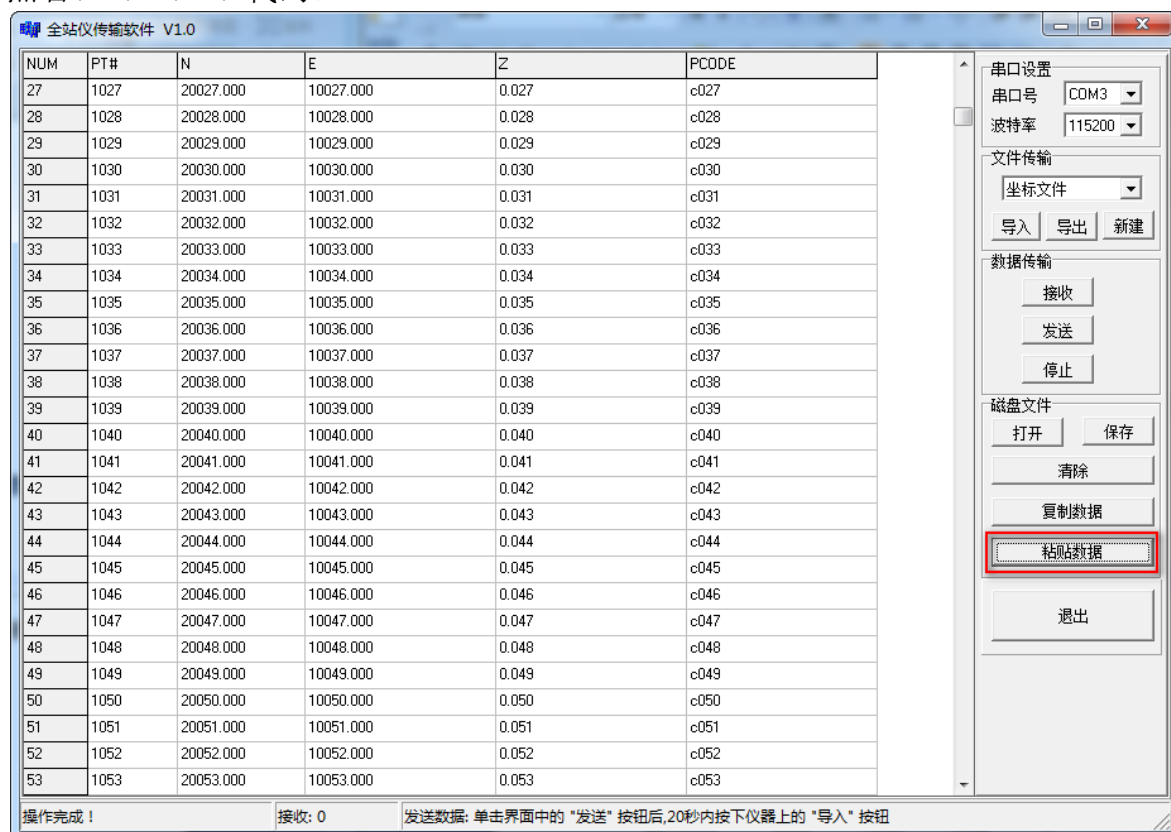 全站仪传输软件 V1.0
NUM PT# N E Z PCODE
27 1027 20027.000 10027.000 0.027 c027
28 1028 20028.000 10028.000 0.028 c028
29 1029 20029.000 10029.000 0.029 c029
30 1030 20030.000 10030.000 0.030 c030
31 1031 20031.000 10031.000 0.031 c031
32 1032 20032.000 10032.000 0.032 c032
33 1033 20033.000 10033.000 0.033 c033
34 1034 20034.000 10034.000 0.034 c034
35 1035 20035.000 10035.000 0.035 c035
36 1036 20036.000 10036.000 0.036 c036
37 1037 20037.000 10037.000 0.037 c037
38 1038 20038.000 10038.000 0.038 c038
39 1039 20039.000 10039.000 0.039 c039
40 1040 20040.000 10040.000 0.040 c040
41 1041 20041.000 10041.000 0.041 c041
42 1042 20042.000 10042.000 0.042 c042
43 1043 20043.000 10043.000 0.043 c043
44 1044 20044.000 10044.000 0.044 c044
45 1045 20045.000 10045.000 0.045 c045
46 1046 20046.000 10046.000 0.046 c046
47 1047 20047.000 10047.000 0.047 c047
48 1048 20048.000 10048.000 0.048 c048
49 1049 20049.000 10049.000 0.049 c049
50 1050 20050.000 10050.000 0.050 c050
51 1051 20051.000 10051.000 0.051 c051
52 1052 20052.000 10052.000 0.052 c052
53 1053 20053.000 10053.000 0.053 c053
串口设置
串口号 COM3
波特率 115200
文件传输
坐标文件
导入 导出 新建
数据传输
接收
发送
停止
磁盘文件
打开 保存
清除
复制数据
粘贴数据
退出
操作完成！ 接收: 0 发送数据: 单击界面中的 "发送" 按钮后,20秒内按下仪器上的 "导入" 按钮